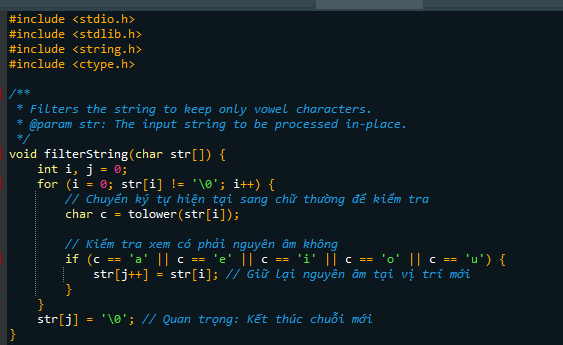 #include <stdio.h>
#include <stdlib.h>
#include <string.h>
#include <ctype.h>
/**
 * Filters the string to keep only vowel characters.
 * @param str: The input string to be processed in-place.
 */
void filterString(char str[]) {
    int i, j = 0;
    for (i = 0; str[i] != '\0'; i++) {
        // Chuyển ký tự hiện tại sang chữ thường để kiểm tra
        char c = tolower(str[i]);
        // Kiểm tra xem có phải nguyên âm không
        if (c == 'a' || c == 'e' || c == 'i' || c == 'o' || c == 'u') {
            str[j++] = str[i]; // Giữ lại nguyên âm tại vị trí mới
        }
    }
    str[j] = '\0'; // Quan trọng: Kết thúc chuỗi mới
}